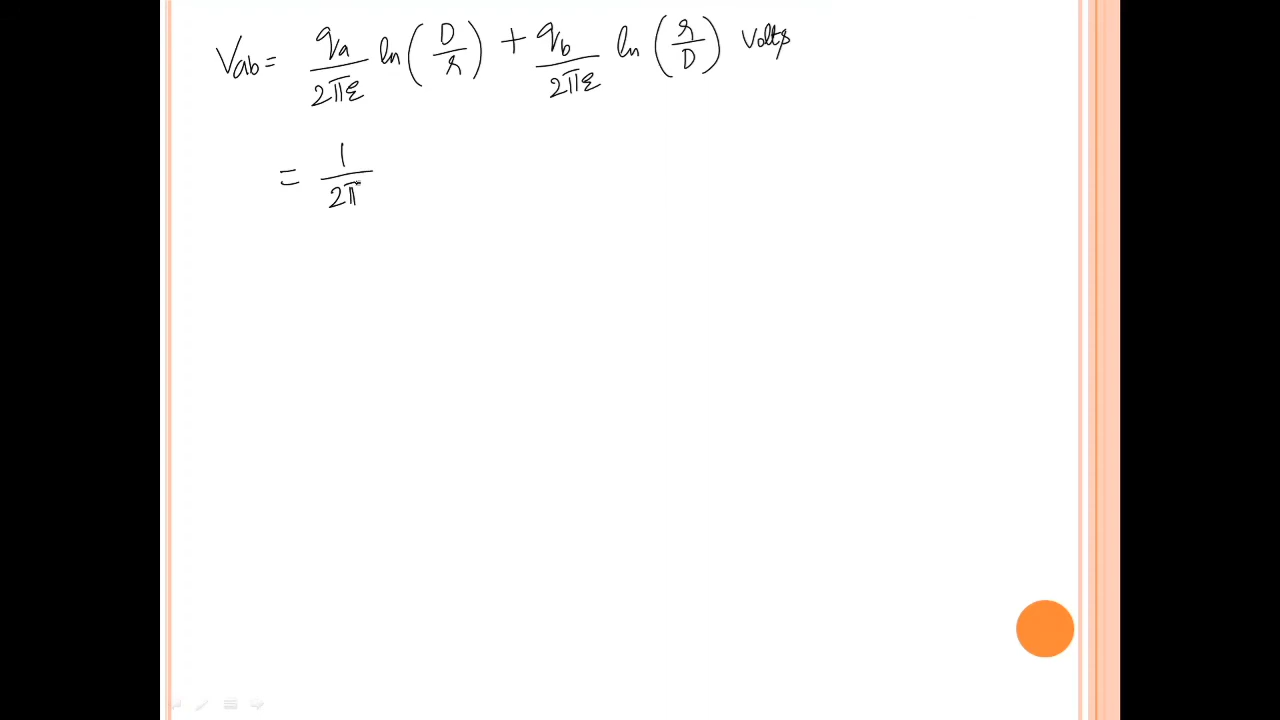 Vab = qa/2πε ln(D/r) + qb/2πε ln(r/D) Volts
= 1/2π